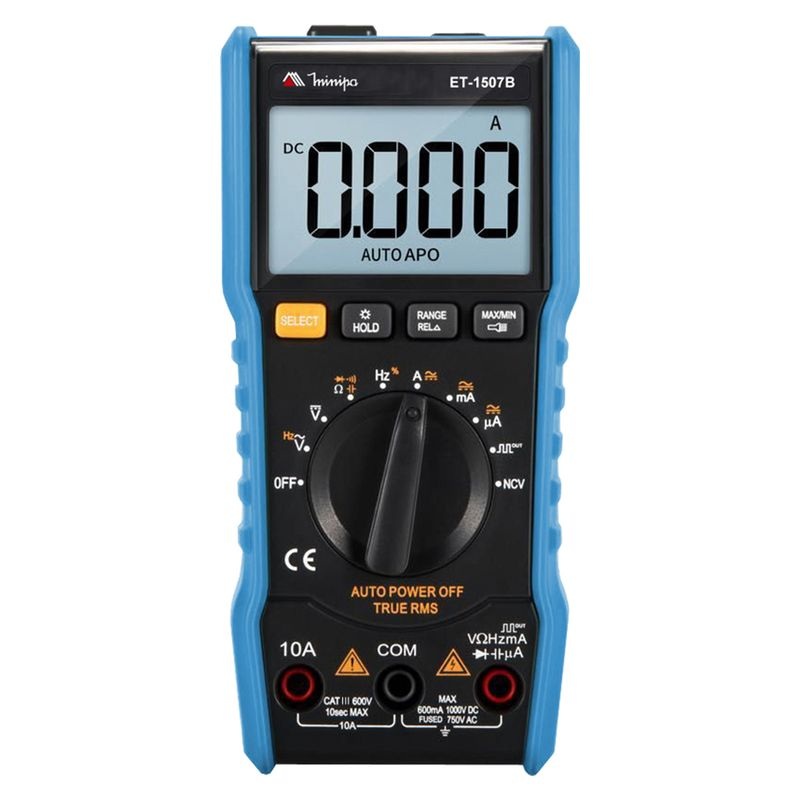 minipa ET-1507B
A
DC 0.000
AUTO APO
SELECT
HOLD
RANGE
REL△
MAX/MIN
Hz %
A
mA
μA
Ω
V
Hz
V
OUT
OFF
NCV
CE
AUTO POWER OFF
TRUE RMS
OUT
10A
COM
VΩHzmA
μA
CAT III 600V
10sec MAX
10A
MAX
600mA 1000V DC
FUSED 750V AC